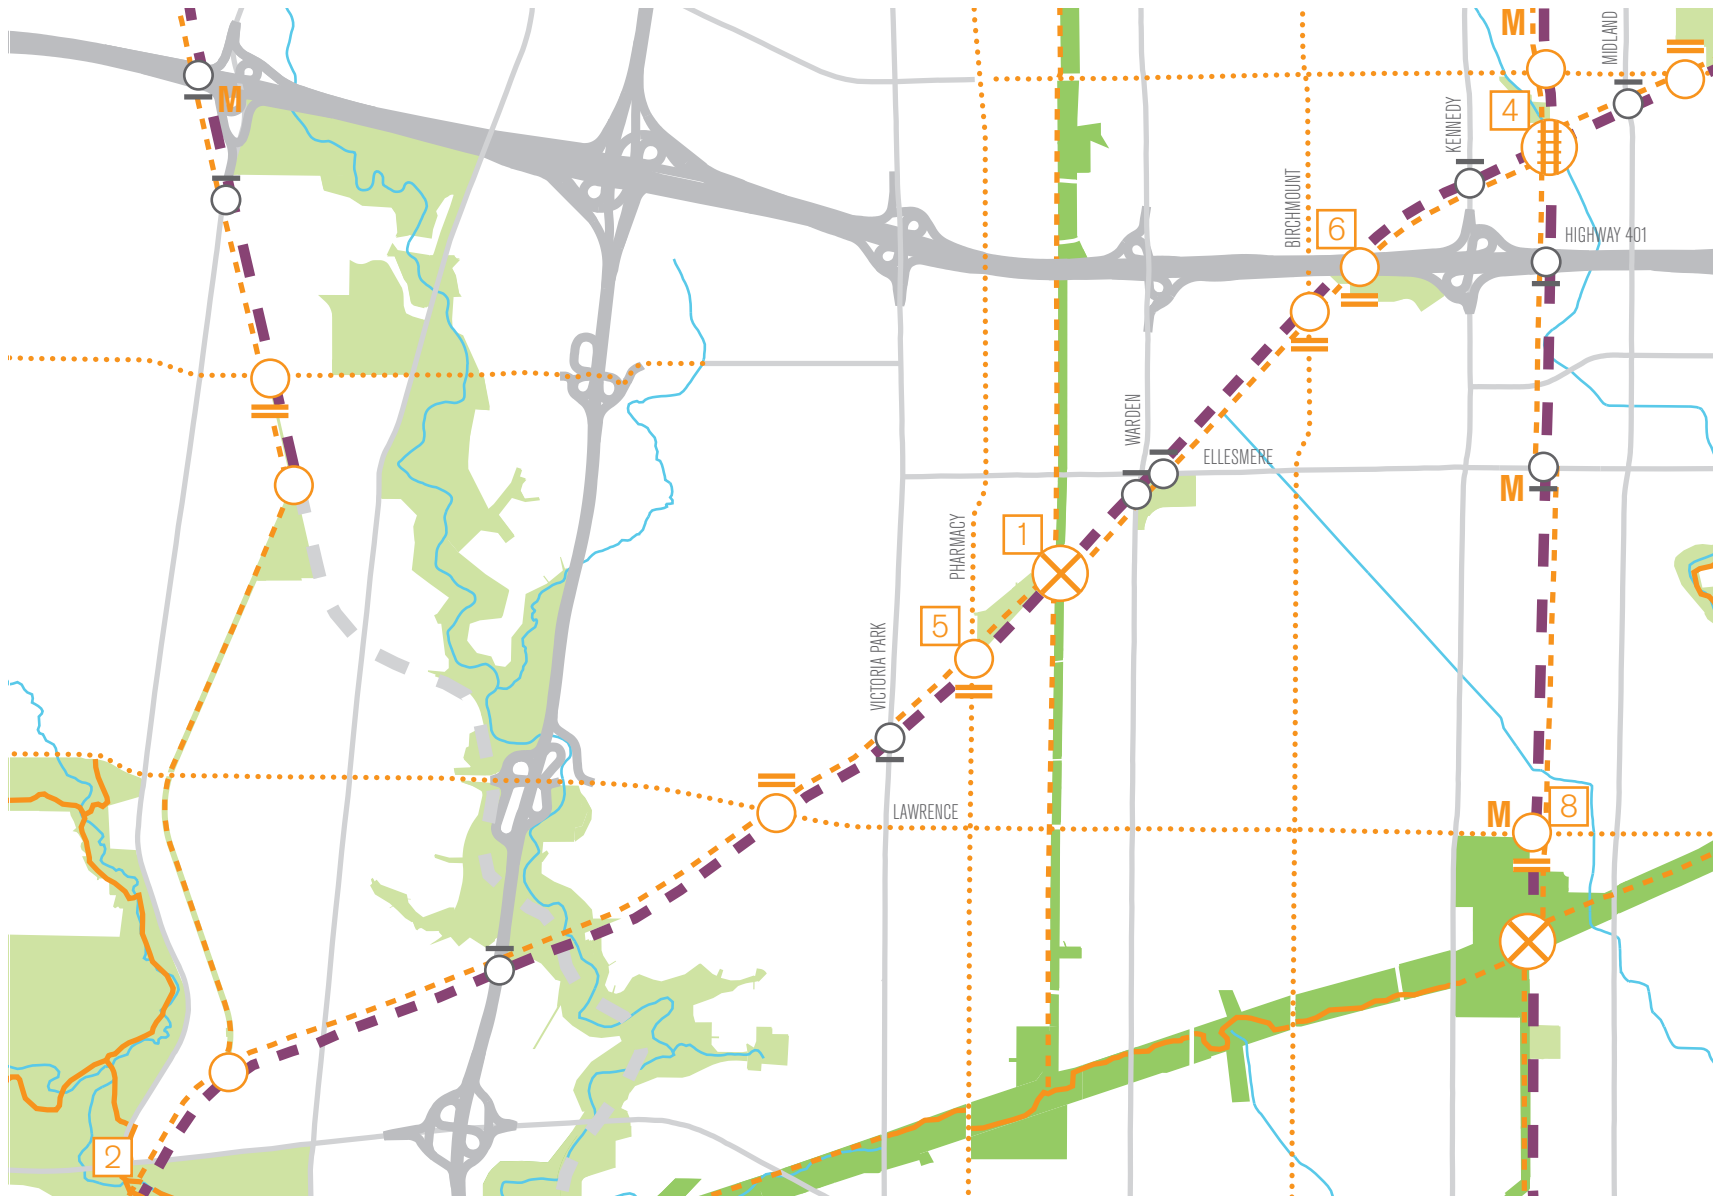 M
MIDLAND
M
4
KENNEDY
BIRCHMOUNT
6
HIGHWAY 401
WARDEN
ELLESMERE
M
PHARMACY
1
5
VICTORIA PARK
LAWRENCE
M
8
2